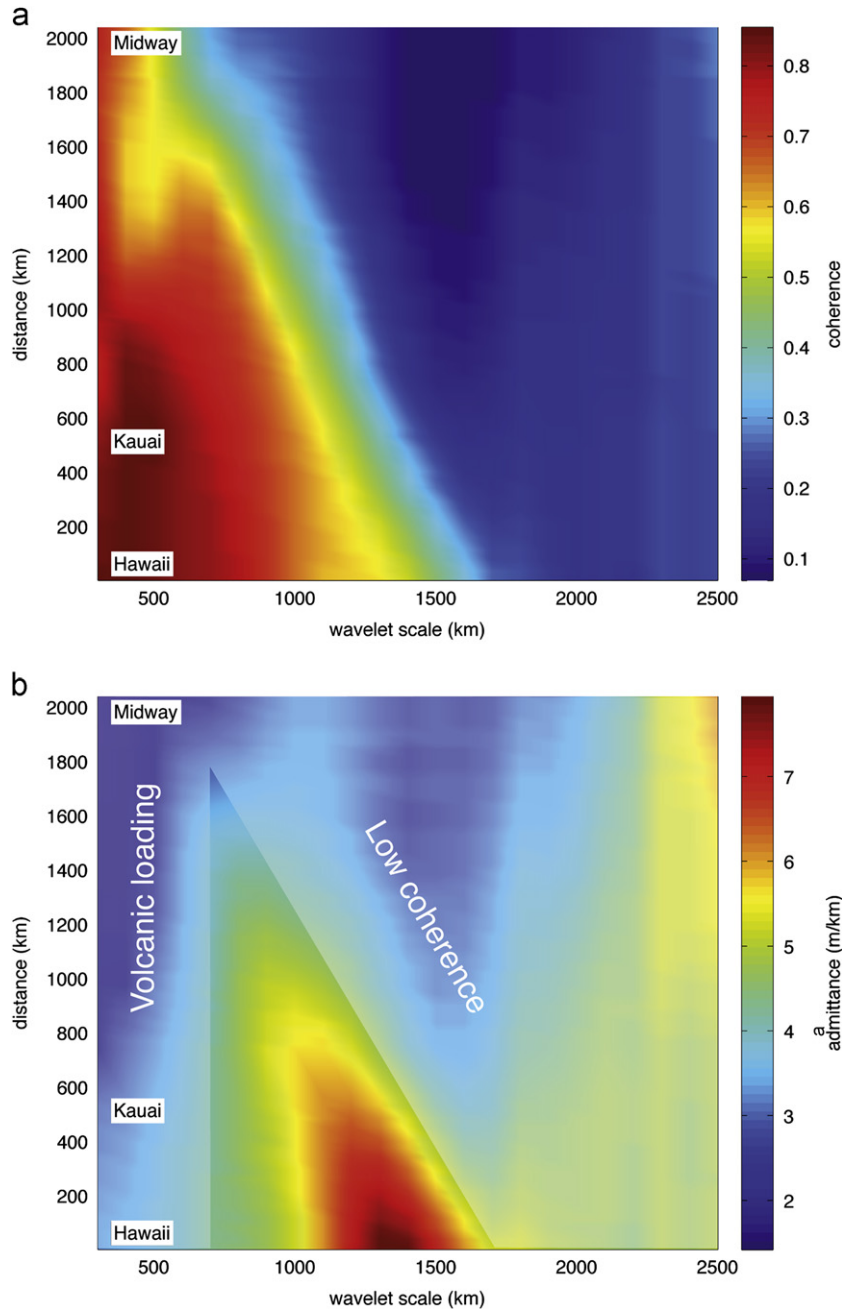 a
2000
Midway
1800
1600
1400
1200
1000
800
600
Kauai
400
200
Hawaii
500
1000
1500
2000
2500
wavelet scale (km)
distance (km)
0.8
0.7
0.6
0.5
0.4
0.3
0.2
0.1
coherence
b
2000
Midway
1800
1600
1400
1200
1000
800
600
Kauai
400
200
Hawaii
Volcanic loading
Low coherence
500
1000
1500
2000
2500
wavelet scale (km)
distance (km)
7
6
5
4
3
2
a
admittance (m/km)